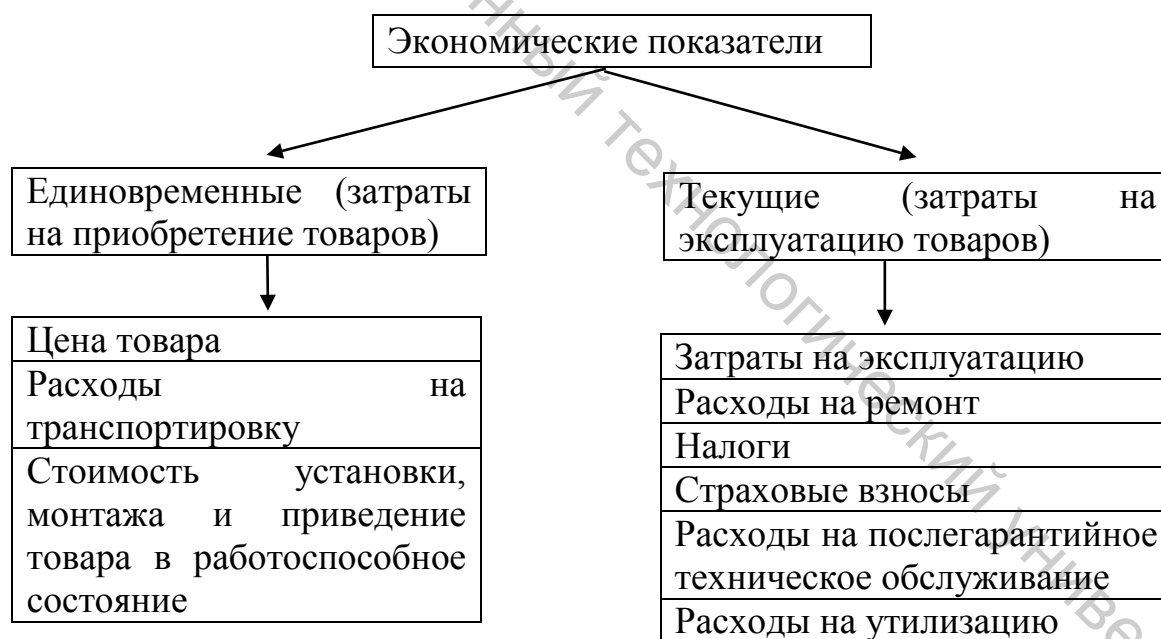 Экономические показатели
Единовременные (затраты
на приобретение товаров)
Текущие (затраты на
эксплуатацию товаров)
Цена товара
Расходы на
транспортировку
Стоимость установки,
монтажа и приведение
товара в работоспособное
состояние
Затраты на эксплуатацию
Расходы на ремонт
Налоги
Страховые взносы
Расходы на послегарантийное
техническое обслуживание
Расходы на утилизацию
технологический